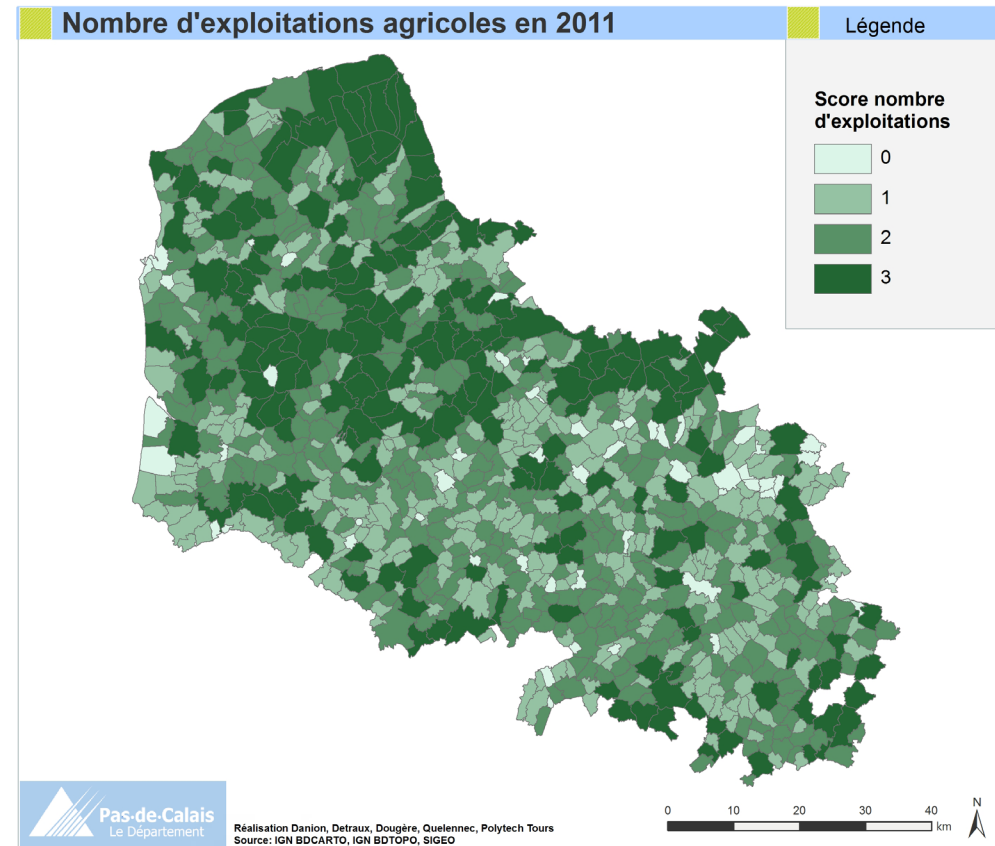 Nombre d'exploitations agricoles en 2011
Légende
Score nombre
d'exploitations
0
1
2
3
Pas-de-Calais
Le Département
Réalisation Danion, Detraux, Dougère, Quelennec, Polytech Tours
Source: IGN BDCARTO, IGN BDTOPO, SIGEO
0 10 20 30 40
km
N